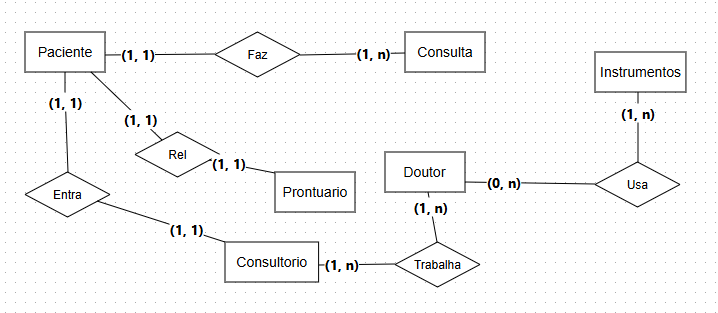 Paciente
(1, 1)
Faz
(1, n)
Consulta
Instrumentos
(1, 1)
(1, 1)
(1, n)
Rel
(1, 1)
Prontuario
Doutor
(0, n)
Usa
Entra
(1, n)
(1, 1)
Consultorio
(1, n)
Trabalha